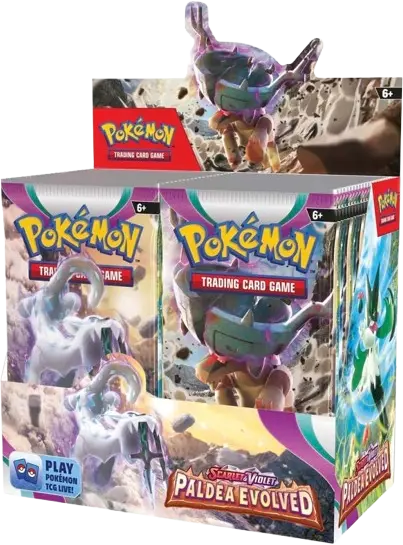 6+
POKéMON
TRADING CARD GAME
6+
POKéMON
TRADING CARD GAME
6+
POKéMON
TRADING CARD GAME
POKéMON
PLAY
POKÉMON
TCG LIVE!
SCARLET & VIOLET
PALDEA EVOLVED